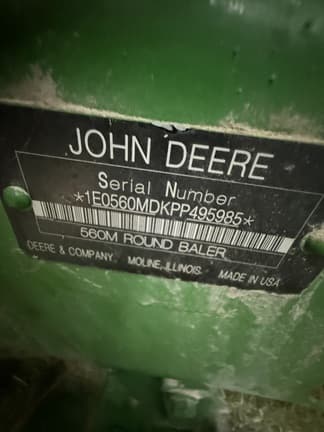 JOHN DEERE
Serial Number
*1E0560MDKPP495985*
560M ROUND BALER
DEERE & COMPANY MOLINE, ILLINOIS MADE IN USA